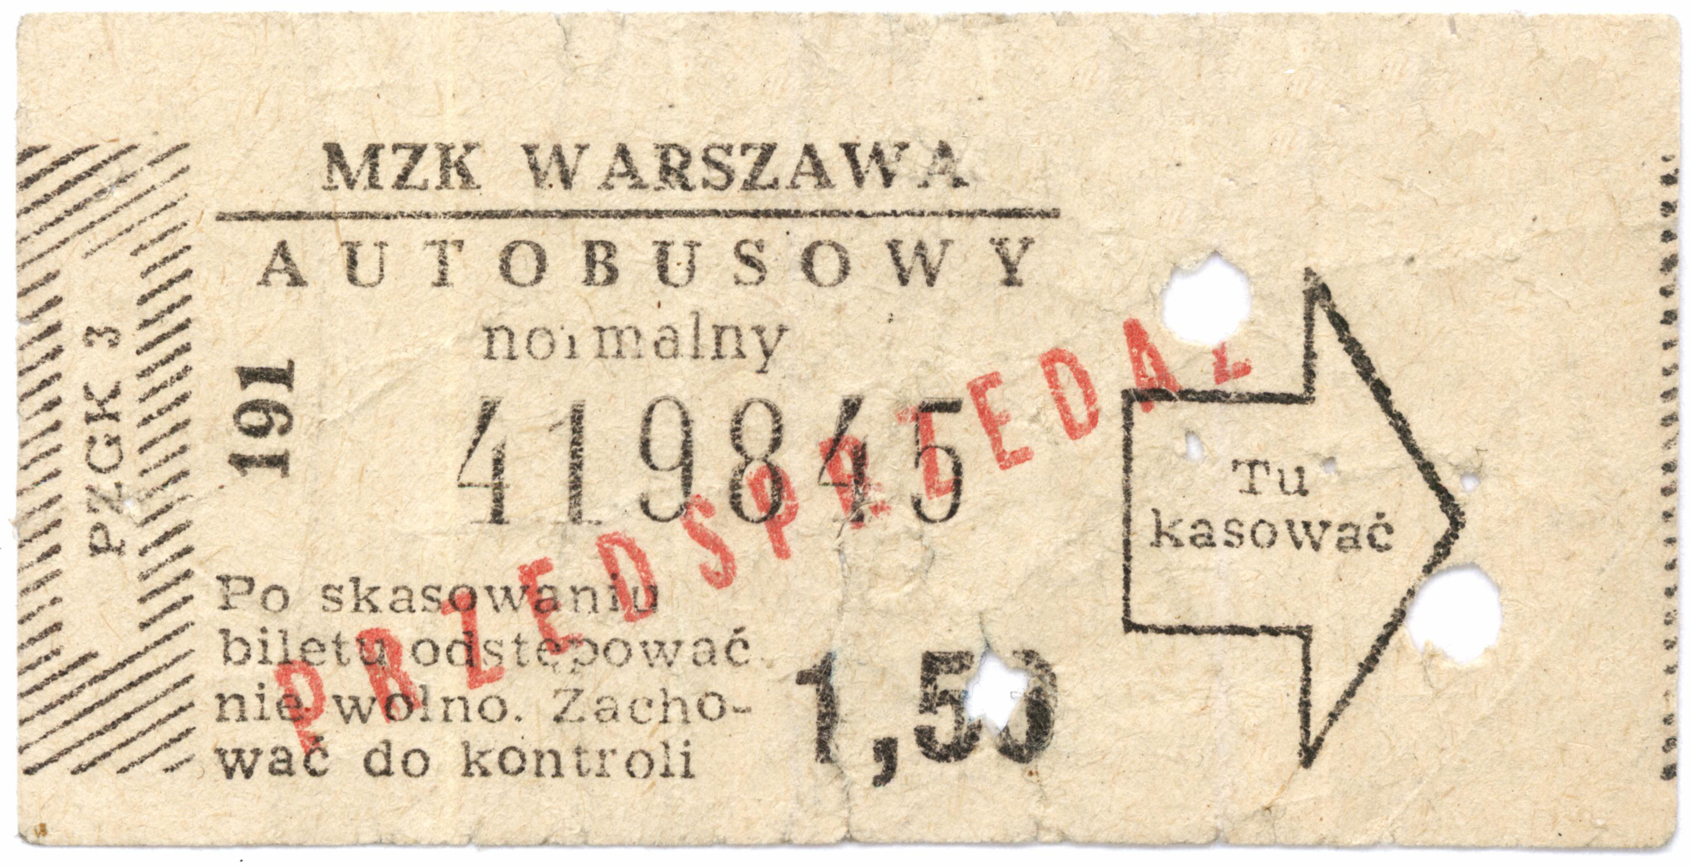 MZK WARSZAWA
AUTOBUSOWY
normalny
PZGK 3
191
419845
PRZEDSPRZEDAŻ
Po skasowaniu
biletu odstępować
nie wolno. Zacho-
wać do kontroli
1,50
Tu
kasować